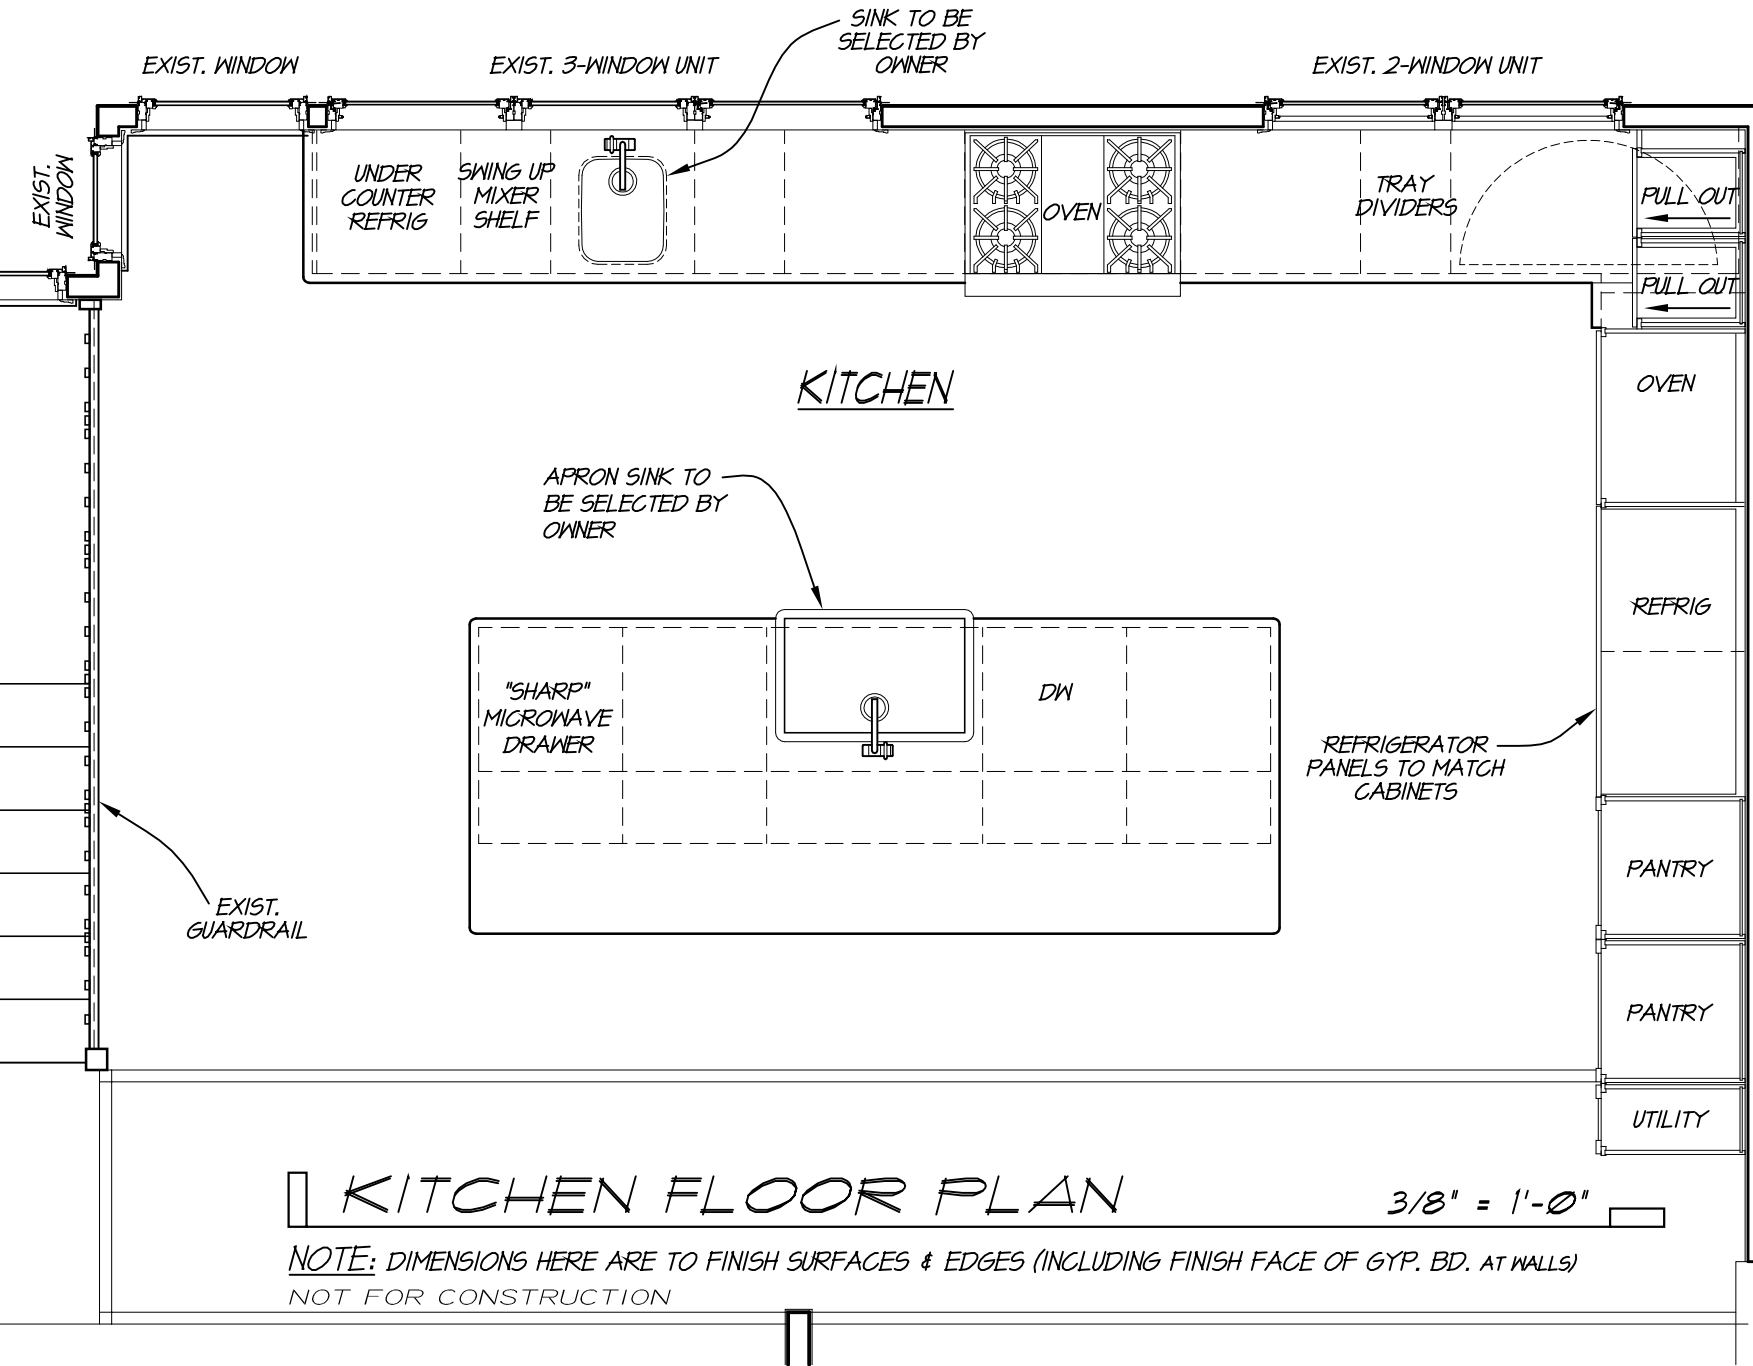 SINK TO BE
SELECTED BY
OWNER
EXIST. WINDOW
EXIST. 3-WINDOW UNIT
EXIST. 2-WINDOW UNIT
EXIST.
WINDOW
UNDER
COUNTER
REFRIG
SWING UP
MIXER
SHELF
OVEN
TRAY
DIVIDERS
PULL OUT
PULL OUT
KITCHEN
OVEN
APRON SINK TO
BE SELECTED BY
OWNER
REFRIG
"SHARP"
MICROWAVE
DRAWER
DW
REFRIGERATOR
PANELS TO MATCH
CABINETS
PANTRY
EXIST.
GUARDRAIL
PANTRY
UTILITY
KITCHEN FLOOR PLAN
3/8" = 1'-0"
NOTE: DIMENSIONS HERE ARE TO FINISH SURFACES & EDGES (INCLUDING FINISH FACE OF GYP. BD. AT WALLS)
NOT FOR CONSTRUCTION